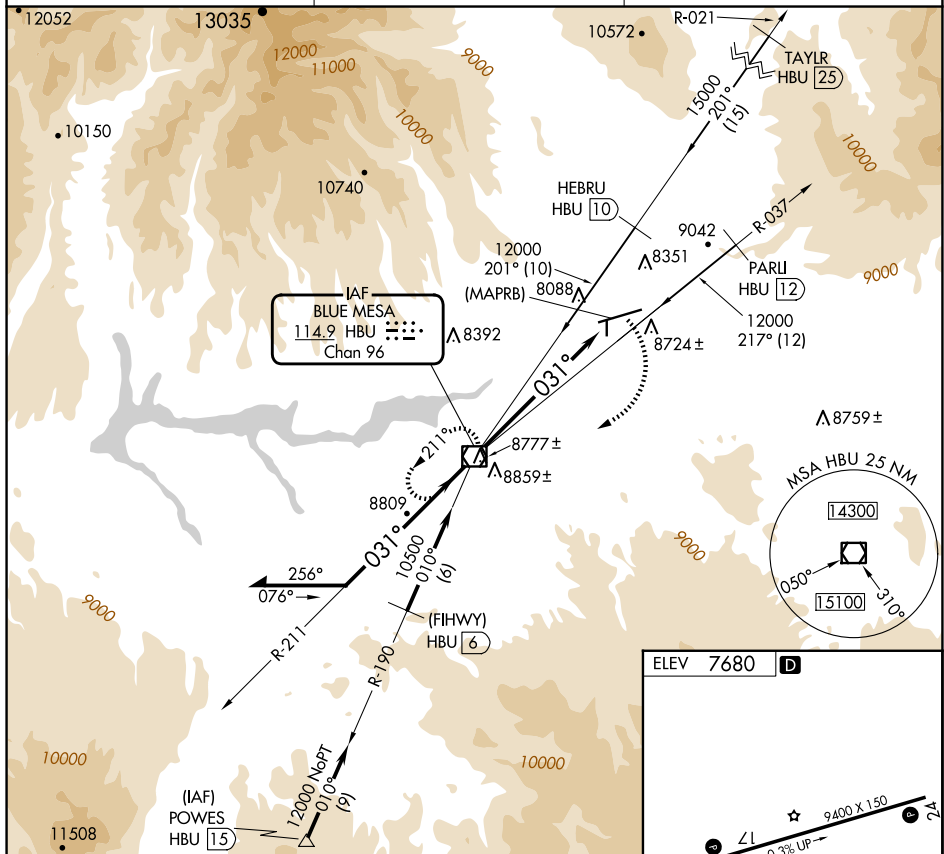 12052
13035
12000
11000
9000
10572
R-021
TAYLR
HBU 25
15000
201°
(15)
10150
10000
10000
10740
HEBRU
HBU 10
9042
R-037
8351
PARLI
HBU 12
9000
12000
201° (10)
8088
(MAPRB)
12000
217° (12)
IAF
BLUE MESA
114.9 HBU
Chan 96
8392
8724±
031°
8759±
211°
8777±
8859±
MSA HBU 25 NM
14300
050°
15100
310°
8809
031°
10500
010°
(6)
9000
256°
076°
9000
(FIHWY)
HBU 6
R-211
R-190
ELEV 7680 D
10000
10000
12000 NoPT
010°
(9)
(IAF)
POWES
HBU 15
11508
9400 X 150
P
24
17
0.3% UP
P